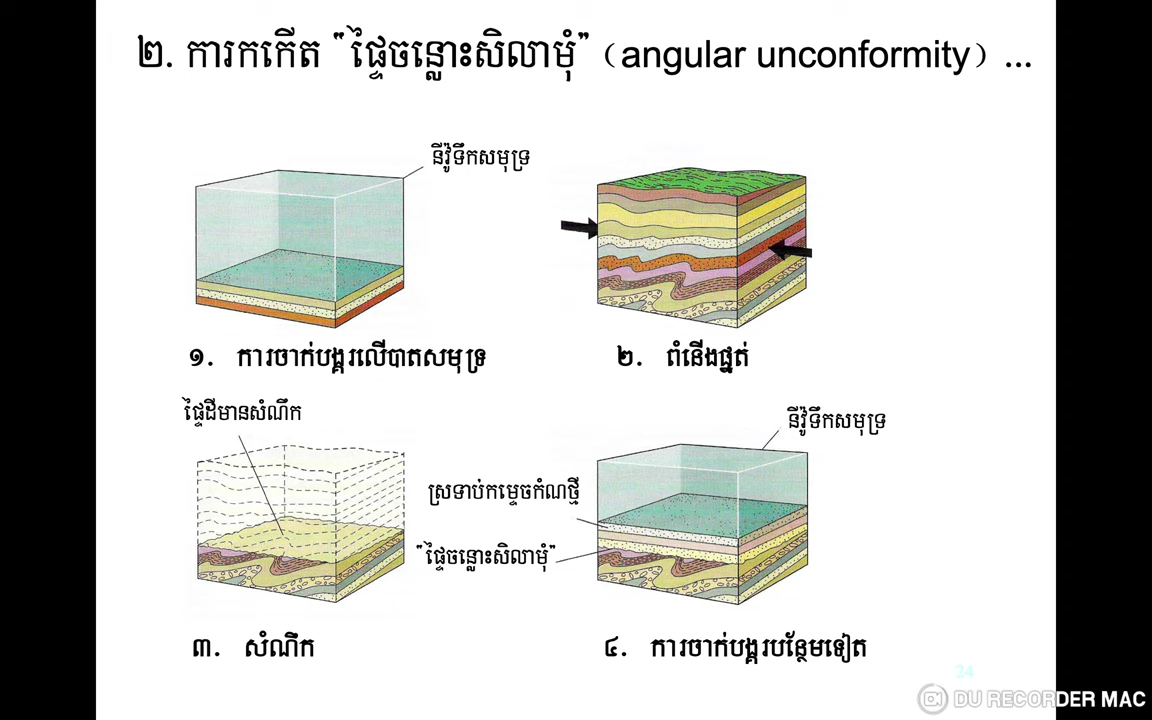 ២. ការកកើត "ផ្ទៃចន្លោះសិលាមុំ" (angular unconformity) ...
នីវ៉ូទឹកសមុទ្រ
១. ការចាក់បង្គរលើបាតសមុទ្រ
២. ពំនើងផ្នត់
ផ្ទៃដីមានសំណឹក
នីវ៉ូទឹកសមុទ្រ
ស្រទាប់កម្ទេចកំណថ្មី
"ផ្ទៃចន្លោះសិលាមុំ"
៣. សំណឹក
៤. ការចាក់បង្គរបន្ថែមទៀត
24
DU RECORDER MAC